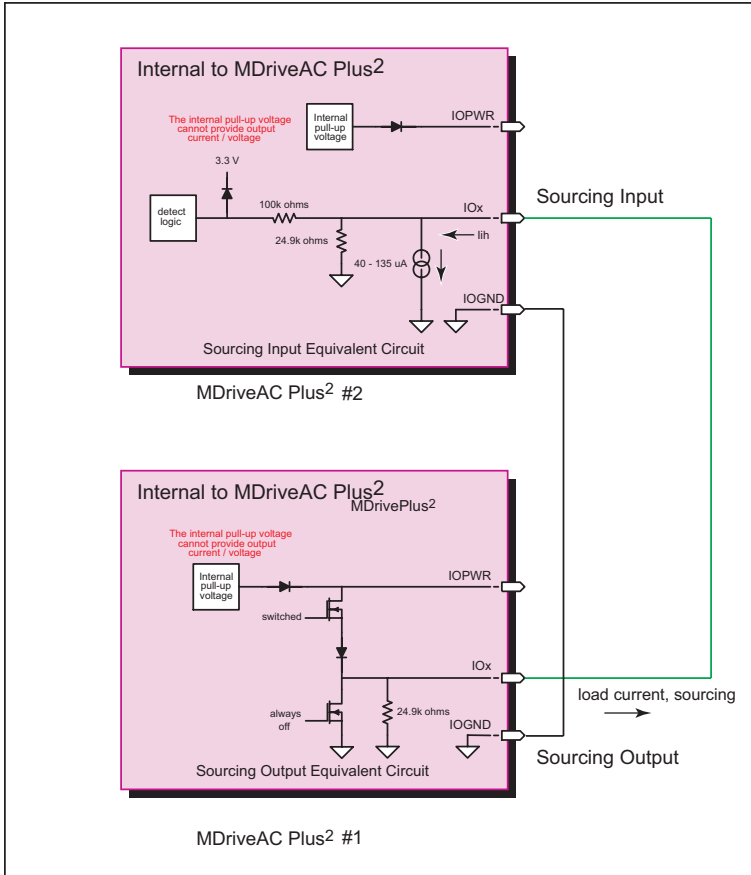 Internal to MDriveAC Plus2
The internal pull-up voltage
cannot provide output
current / voltage
Internal
pull-up
voltage
IOPWR
3.3 V
detect
logic
100k ohms
24.9k ohms
IOx
Iih
40 - 135 uA
IOGND
Sourcing Input Equivalent Circuit
Sourcing Input
MDriveAC Plus2 #2
Internal to MDriveAC Plus2
MDrivePlus2
The internal pull-up voltage
cannot provide output
current / voltage
Internal
pull-up
voltage
IOPWR
switched
IOx
always
off
24.9k ohms
IOGND
load current, sourcing
Sourcing Output Equivalent Circuit
Sourcing Output
MDriveAC Plus2 #1